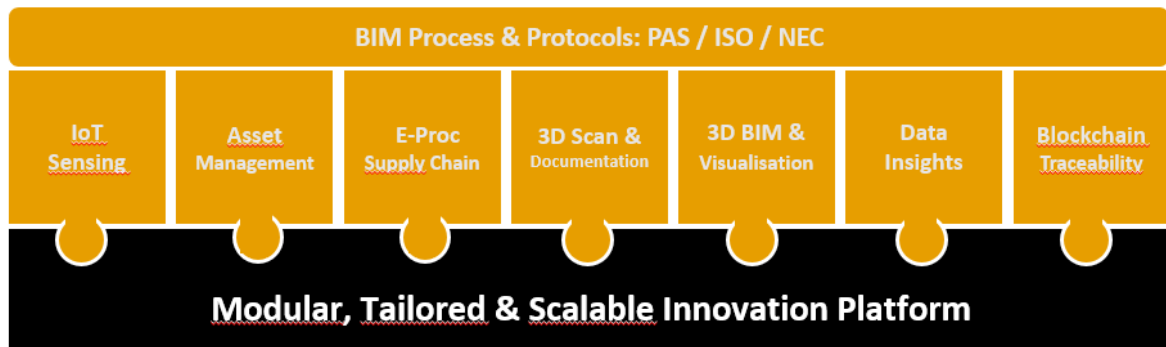 BIM Process & Protocols: PAS / ISO / NEC
IoT
Sensing
Asset
Management
E-Proc
Supply Chain
3D Scan &
Documentation
3D BIM &
Visualisation
Data
Insights
Blockchain
Traceability
Modular, Tailored & Scalable Innovation Platform